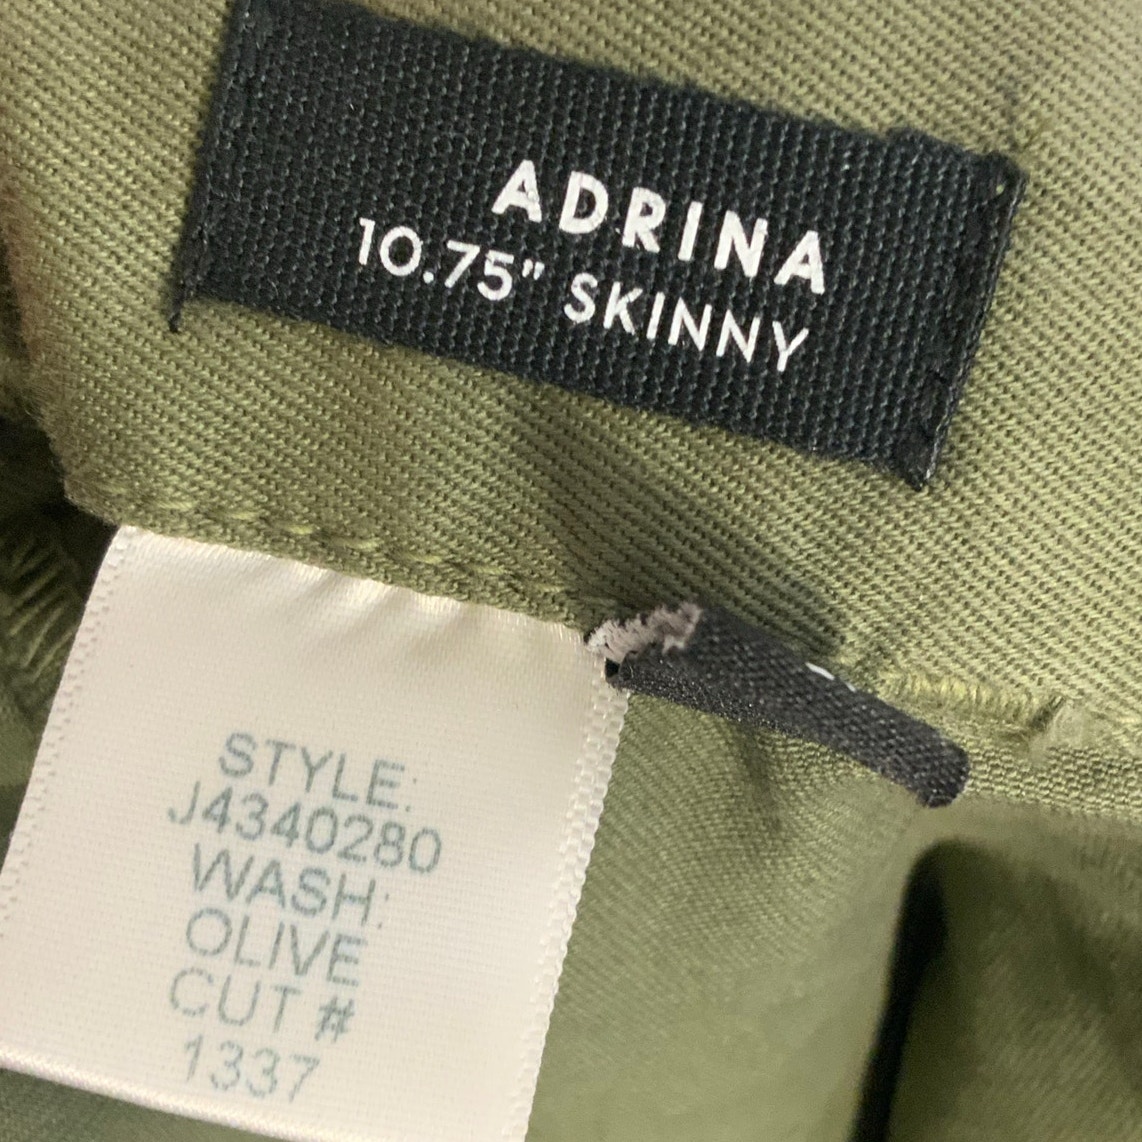 ADRINA
10.75" SKINNY
STYLE:
J4340280
WASH:
OLIVE
CUT #
1337